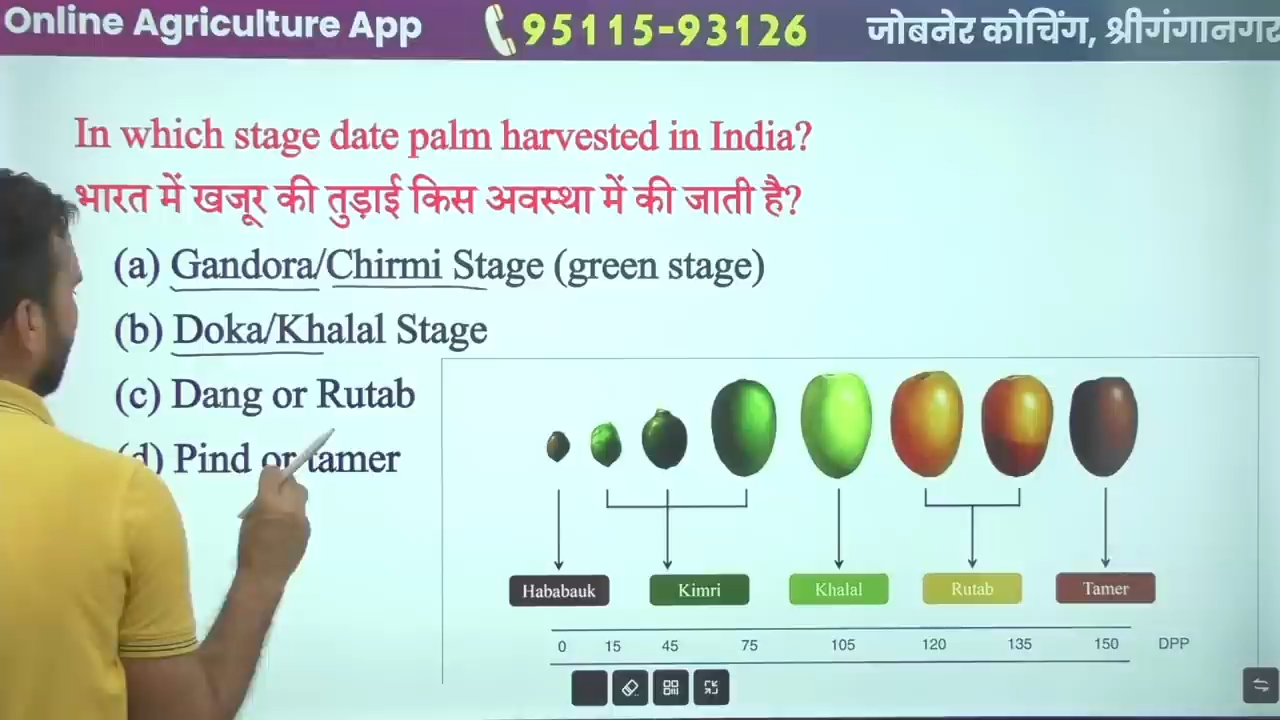 Online Agriculture App 95115-93126 जोबनेर कोचिंग, श्रीगंगानगर
In which stage date palm harvested in India?
भारत में खजूर की तुड़ाई किस अवस्था में की जाती है?
(a) Gandora/Chirmi Stage (green stage)
(b) Doka/Khalal Stage
(c) Dang or Rutab
(d) Pind or tamer
Hababauk Kimri Khalal Rutab Tamer
0 15 45 75 105 120 135 150 DPP